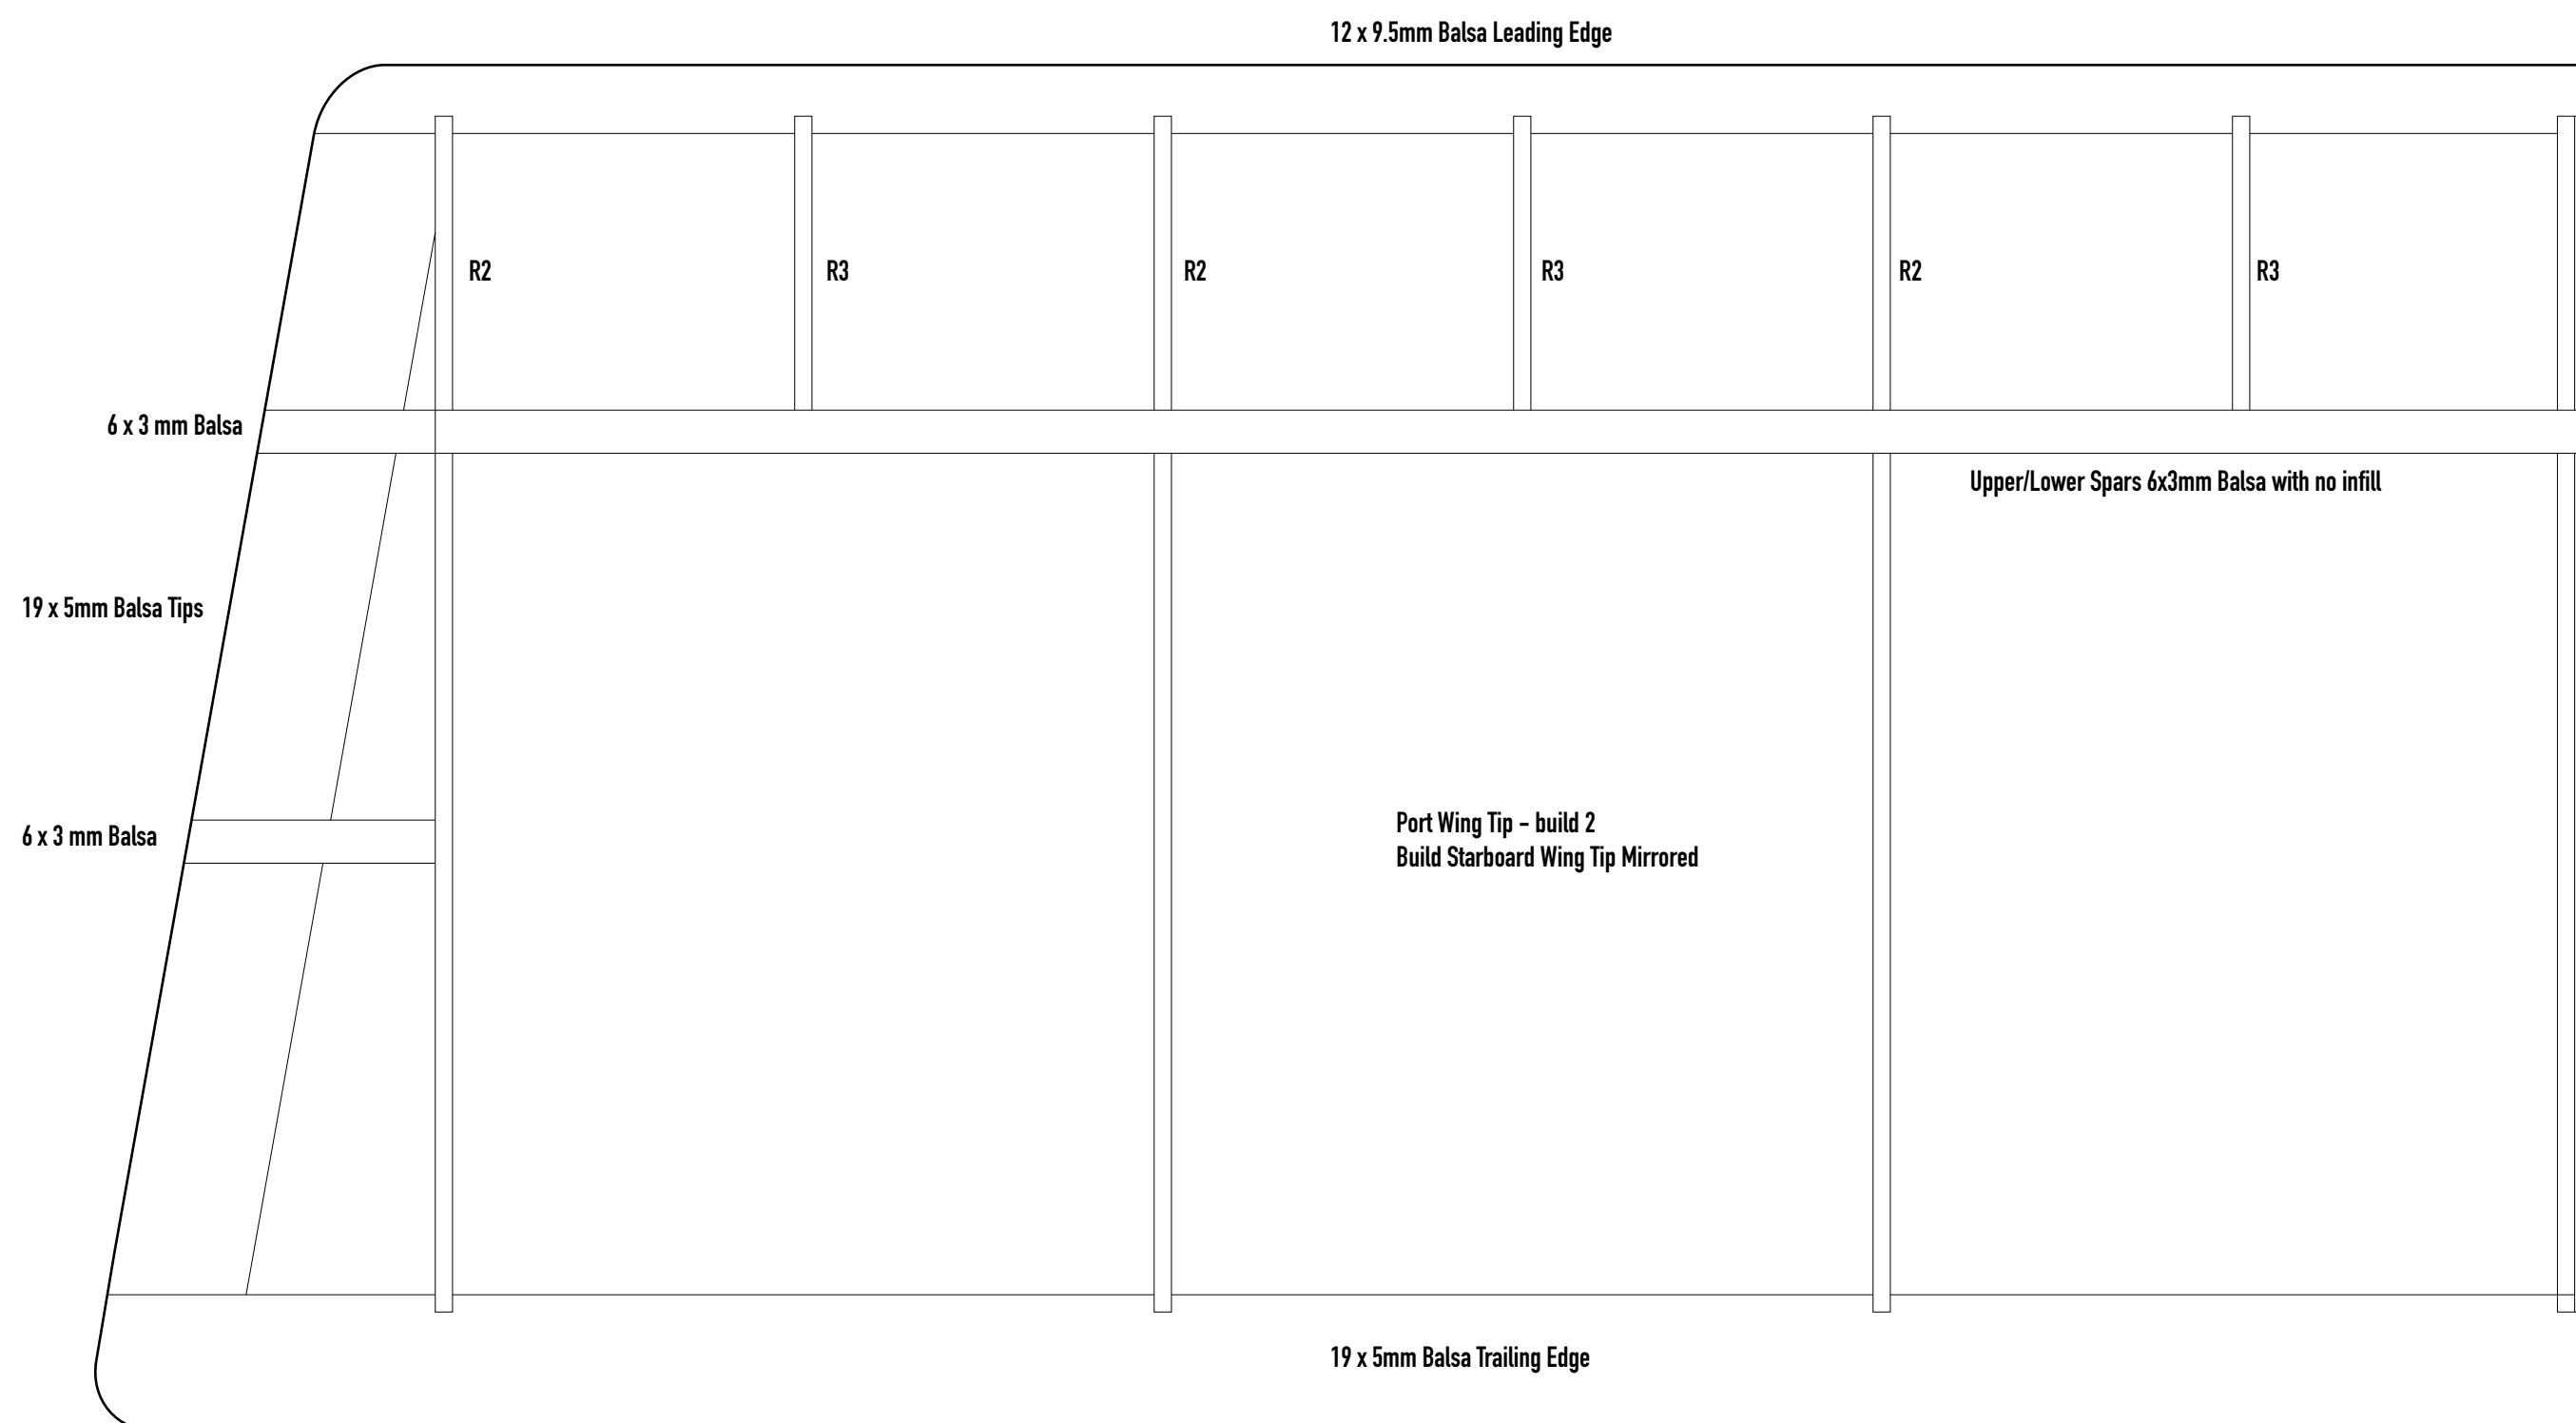 12 x 9.5mm Balsa Leading Edge
R2
R3
R2
R3
R2
R3
6 x 3 mm Balsa
Upper/Lower Spars 6x3mm Balsa with no infill
19 x 5mm Balsa Tips
6 x 3 mm Balsa
Port Wing Tip - build 2
Build Starboard Wing Tip Mirrored
19 x 5mm Balsa Trailing Edge